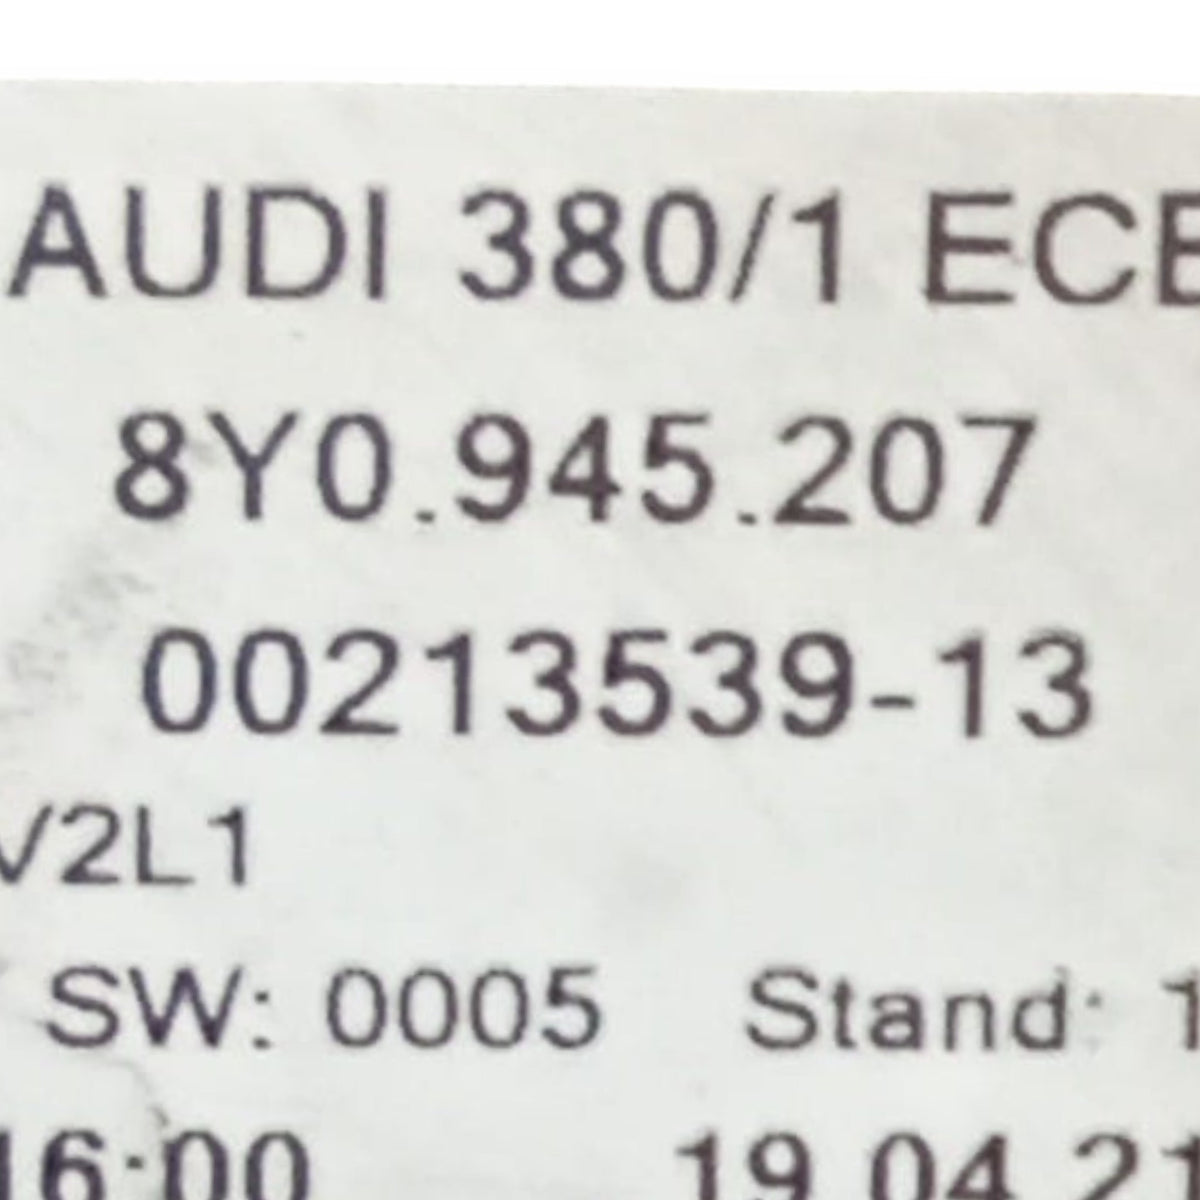 AUDI 380/1 ECE
8Y0.945.207
00213539-13
V2L1
SW: 0005 Stand: 1
16:00 19.04.21